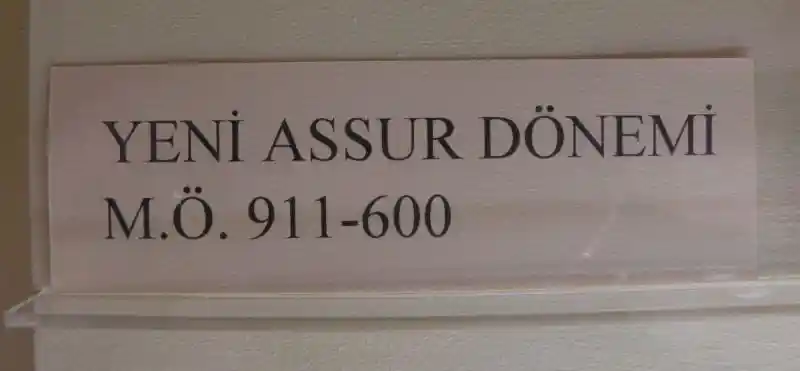 YENİ ASSUR DÖNEMİ
M.Ö. 911-600